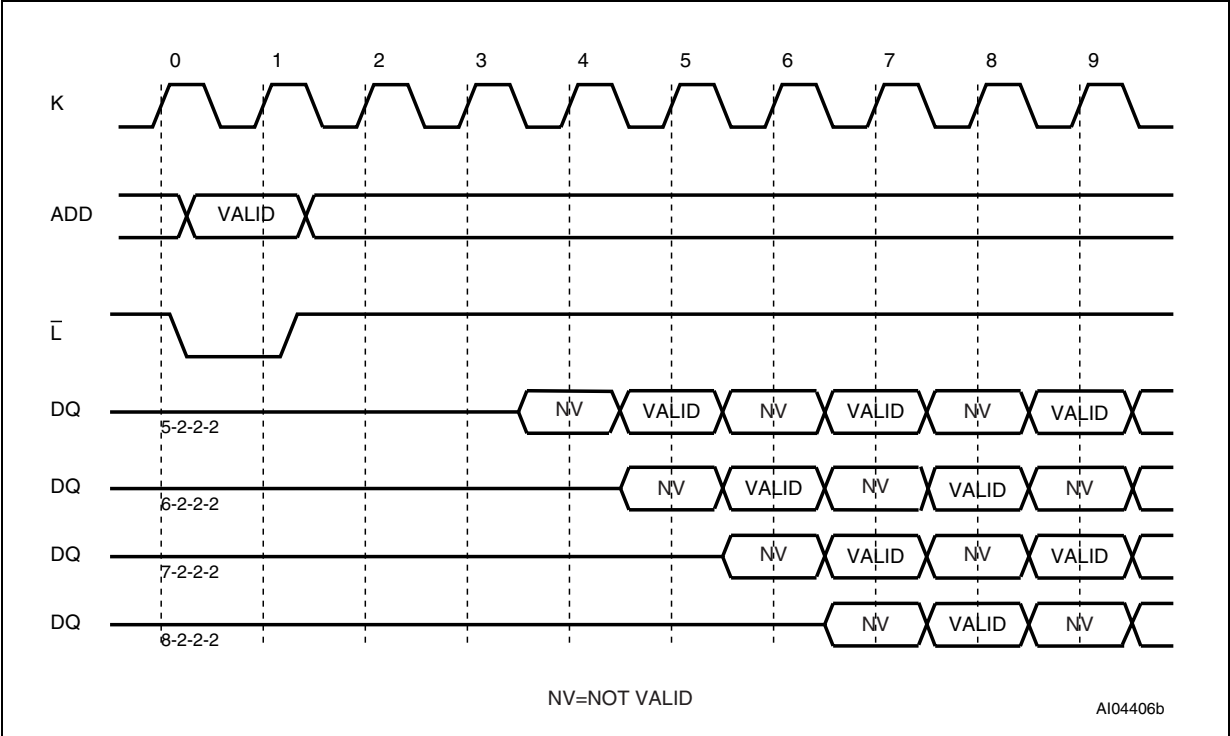 0 1 2 3 4 5 6 7 8 9
K
ADD VALID
L̅
DQ NV VALID NV VALID NV VALID
5-2-2-2
DQ NV VALID NV VALID NV
6-2-2-2
DQ NV VALID NV VALID
7-2-2-2
DQ NV VALID NV
8-2-2-2
NV=NOT VALID
AI04406b